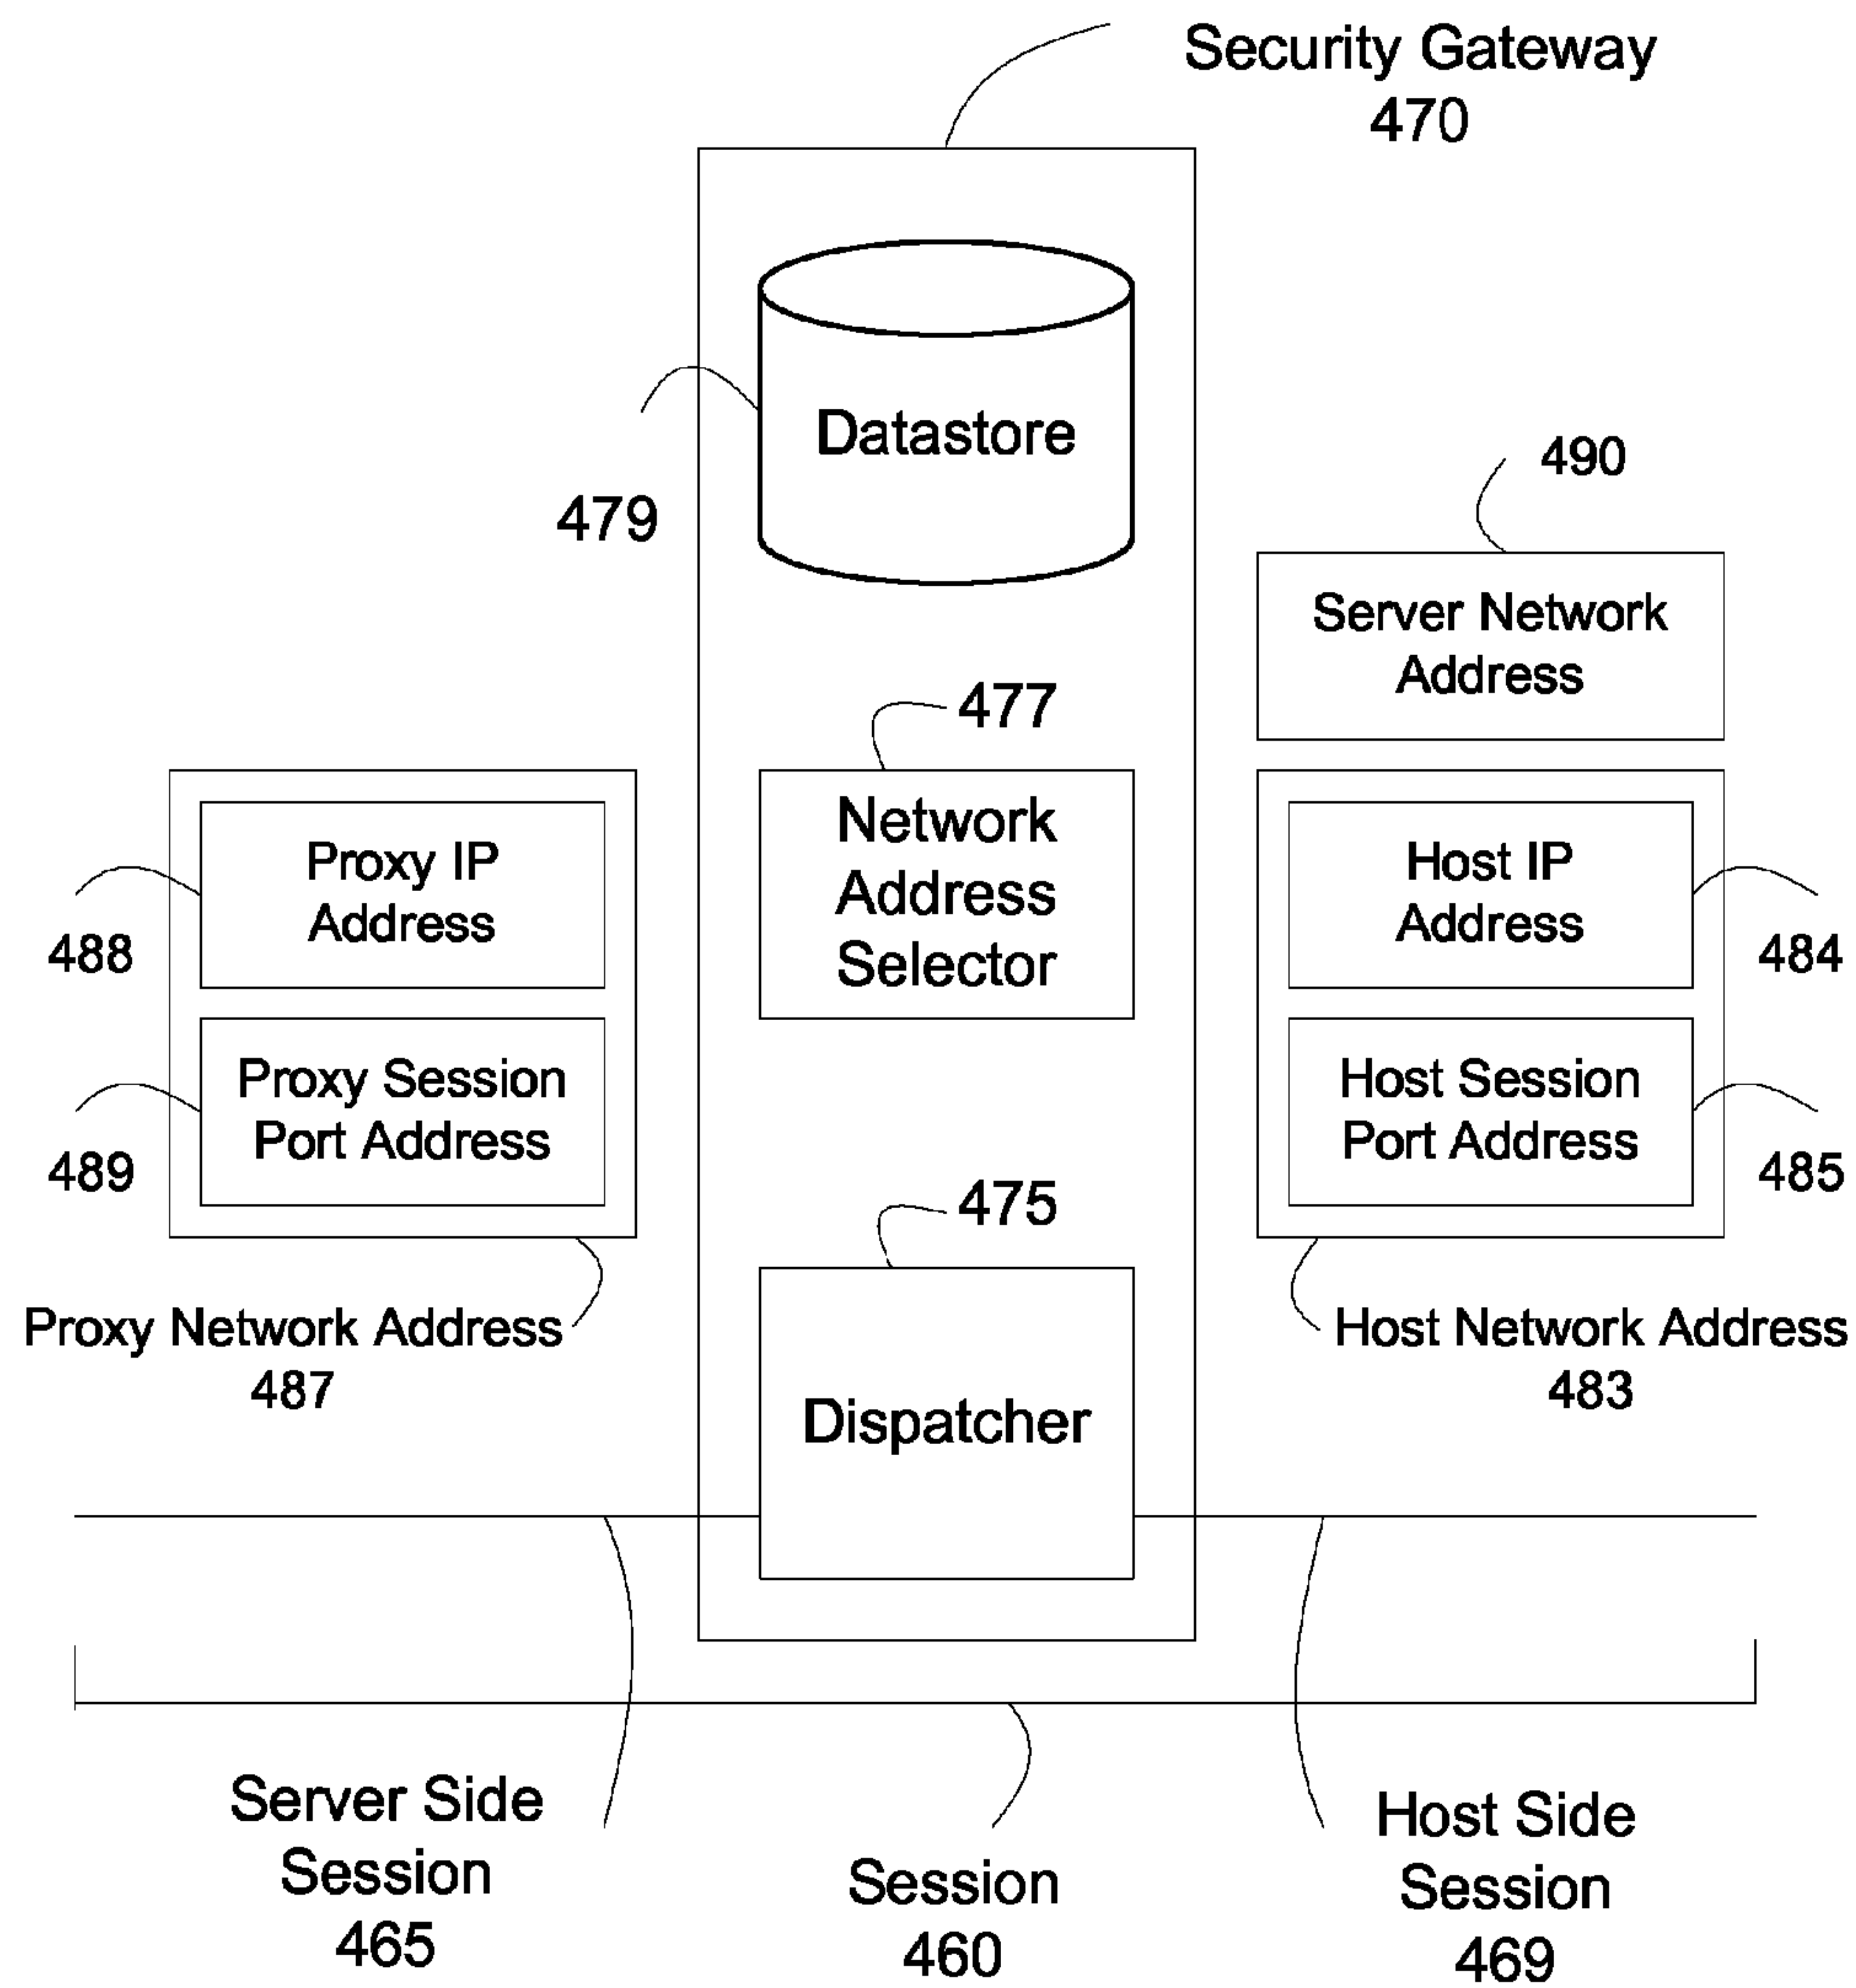 Security Gateway
470
Datastore
479
490
Server Network
Address
477
Network
Address
Selector
Proxy IP
Address
488
Proxy Session
Port Address
489
Host IP
Address
484
Host Session
Port Address
485
475
Proxy Network Address
487
Host Network Address
483
Dispatcher
Server Side
Session
465
Session
460
Host Side
Session
469